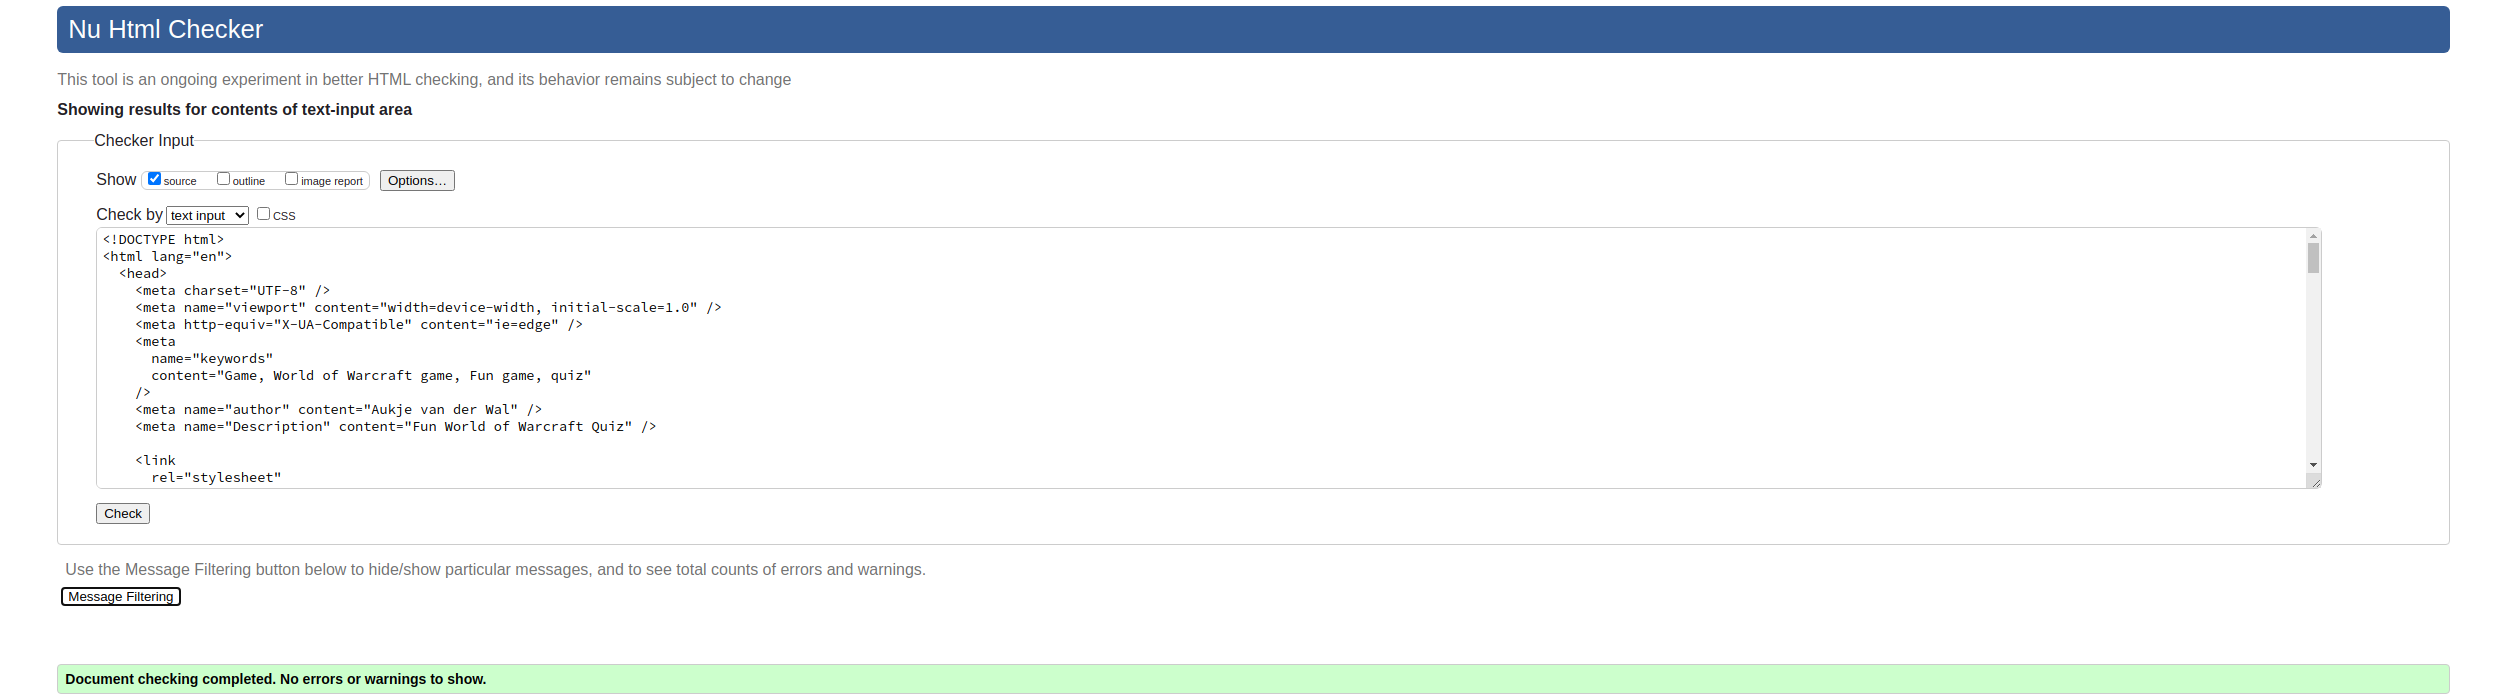 Nu Html Checker
This tool is an ongoing experiment in better HTML checking, and its behavior remains subject to change
Showing results for contents of text-input area
Checker Input
Show source outline image report Options...
Check by text input CSS
<!DOCTYPE html>
<html lang="en">
  <head>
    <meta charset="UTF-8" />
    <meta name="viewport" content="width=device-width, initial-scale=1.0" />
    <meta http-equiv="X-UA-Compatible" content="ie=edge" />
    <meta
      name="keywords"
      content="Game, World of Warcraft game, Fun game, quiz"
    />
    <meta name="author" content="Aukje van der Wal" />
    <meta name="Description" content="Fun World of Warcraft Quiz" />
    <link
      rel="stylesheet"
Check
Use the Message Filtering button below to hide/show particular messages, and to see total counts of errors and warnings.
Message Filtering
Document checking completed. No errors or warnings to show.